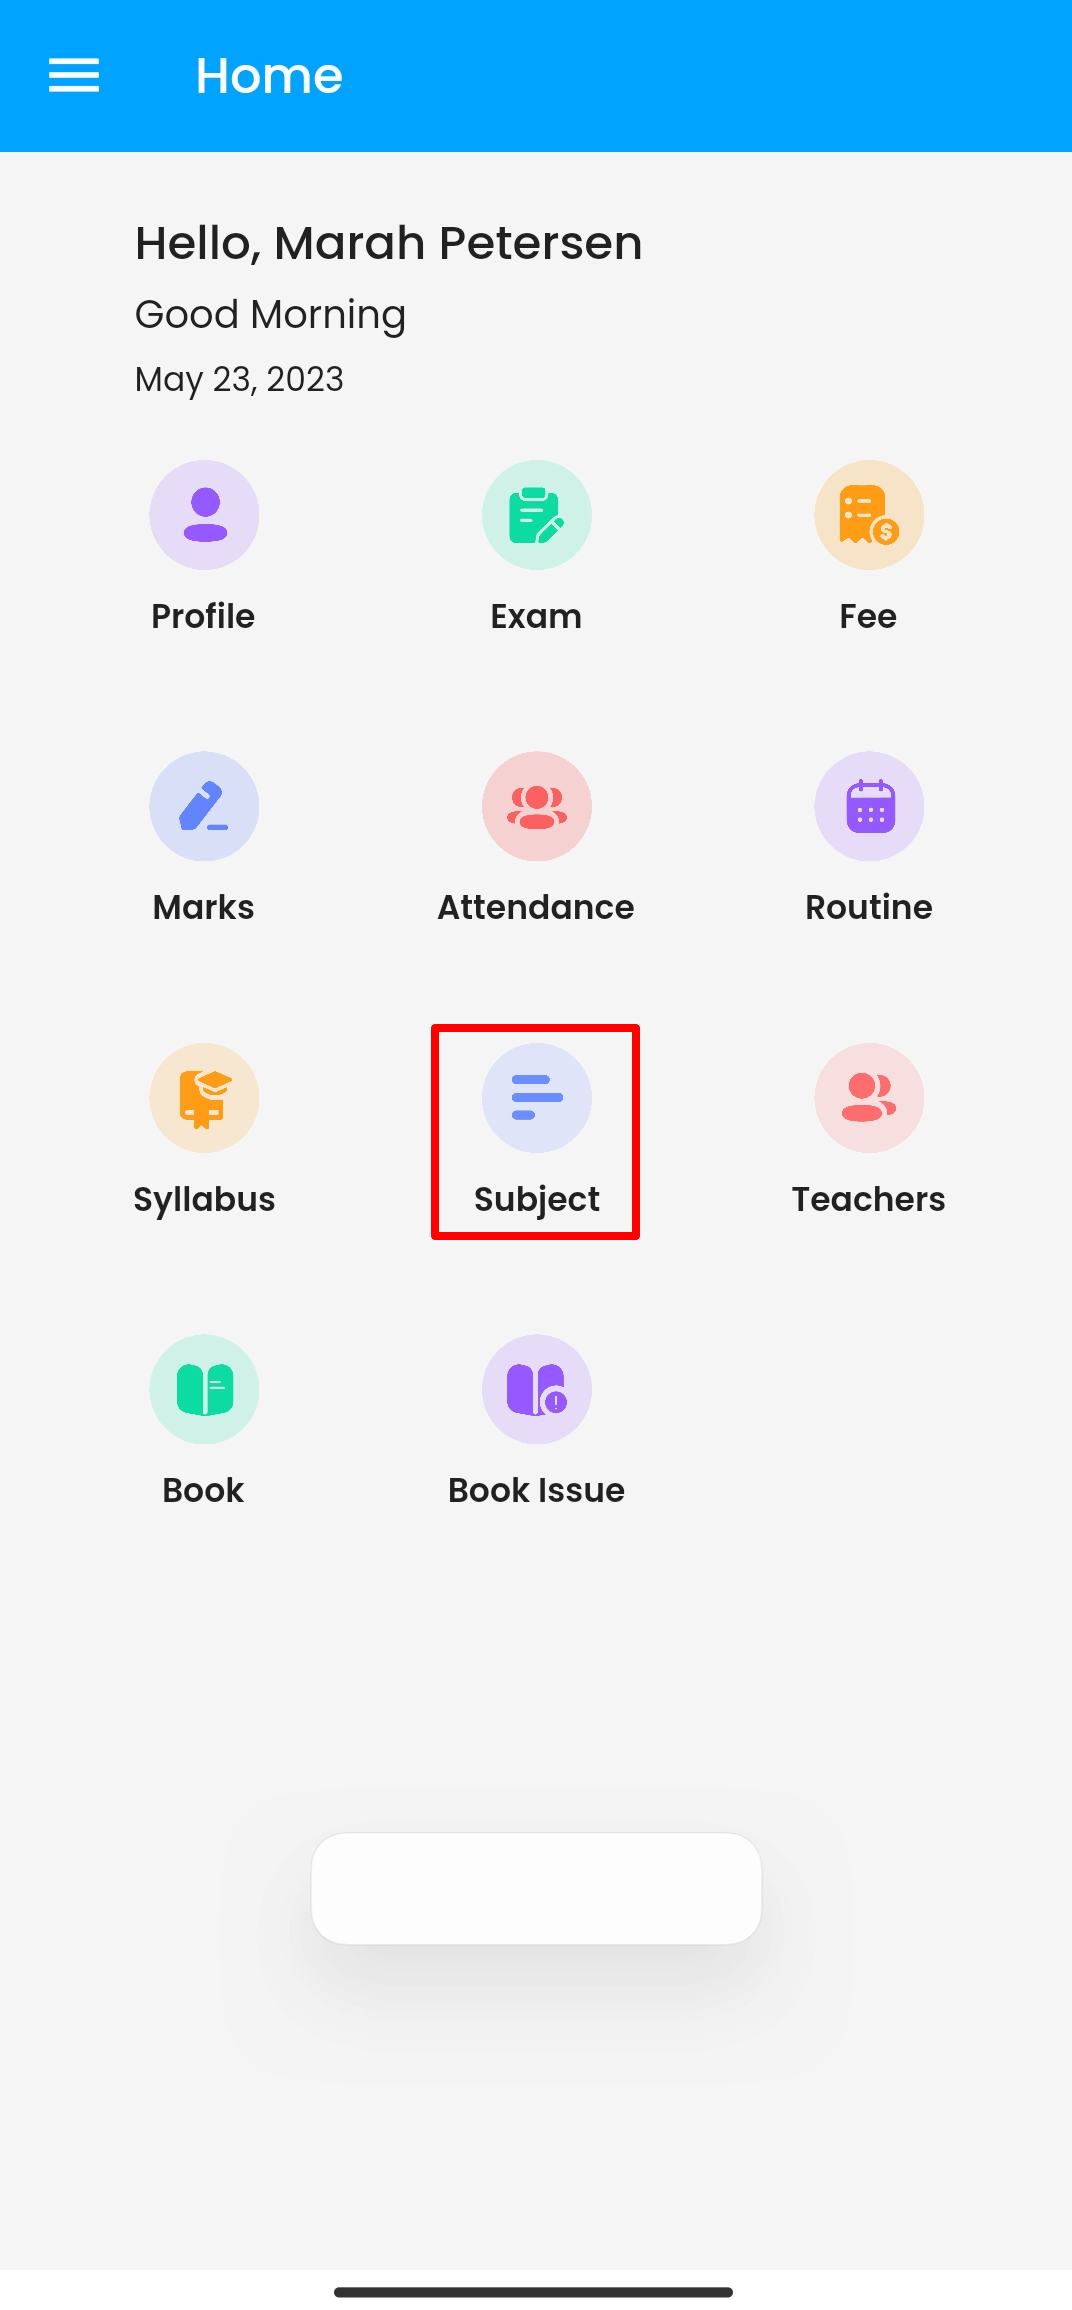 Home
Hello, Marah Petersen
Good Morning
May 23, 2023
Profile
Exam
Fee
Marks
Attendance
Routine
Syllabus
Subject
Teachers
Book
Book Issue